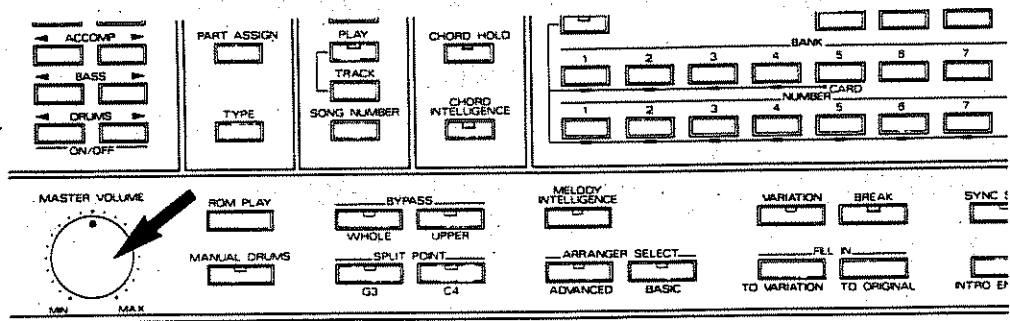 ACCOMP
BASS
DRUMS
ON/OFF
PART ASSIGN
TYPE
PLAY
TRACK
SONG NUMBER
CHORD HOLD
CHORD
INTELLIGENCE
BANK
1 2 3 4 5 6 7
CARD
NUMBER
1 2 3 4 5 6 7
MASTER VOLUME
MIN MAX
ROM PLAY
MANUAL DRUMS
BYPASS
WHOLE UPPER
SPLIT POINT
G3 C4
MELODY
INTELLIGENCE
ARRANGER SELECT
ADVANCED BASIC
VARIATION BREAK
FILL IN
TO VARIATION TO ORIGINAL
SYNC
INTRO